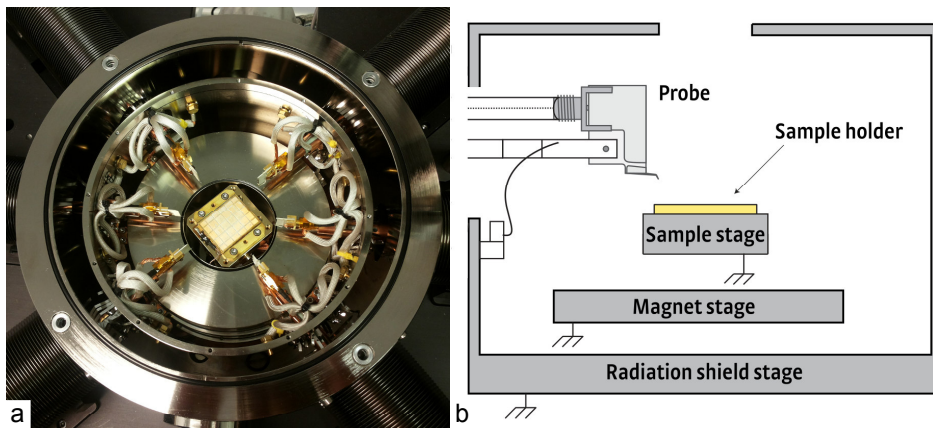 Probe
Sample holder
Sample stage
Magnet stage
Radiation shield stage
a
b